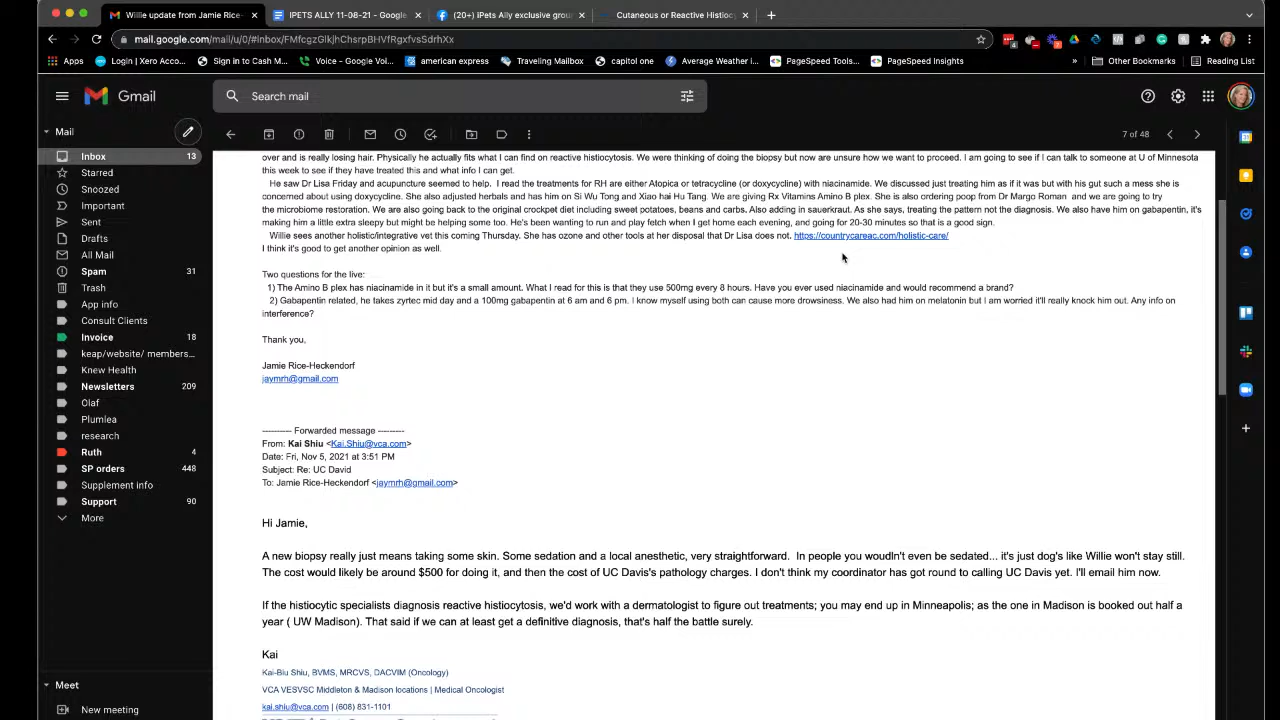 Willie update from Jamie Rice-
IPETS ALLY 11-08-21 - Google
(20+) iPets Ally exclusive grou
Cutaneous or Reactive Histiocy
mail.google.com/mail/u/0/#inbox/FMfcgzGlkjhChsrpBHVfRgxfvsSdrhXx
Apps
Login | Xero Acco...
Sign in to Cash M...
Voice - Google Voi...
american express
Traveling Mailbox
capitol one
Average Weather i...
PageSpeed Tools...
PageSpeed Insights
»
Other Bookmarks
Reading List
Gmail
Search mail
7 of 48
Mail
Inbox 13
Starred
Snoozed
Important
Sent
Drafts
All Mail
Spam 31
Trash
App info
Consult Clients
Invoice 18
keap/website/ members...
Knew Health
Newsletters 209
Olaf
Plumlea
research
Ruth 4
SP orders 448
Supplement info
Support 90
More
Meet
New meeting
over and is really losing hair. Physically he actually fits what I can find on reactive histiocytosis. We were thinking of doing the biopsy but now are unsure how we want to proceed. I am going to see if I can talk to someone at U of Minnesota
this week to see if they have treated this and what info I can get.
He saw Dr Lisa Friday and acupuncture seemed to help. I read the treatments for RH are either Atopica or tetracycline (or doxycycline) with niacinamide. We discussed just treating him as if it was but with his gut such a mess she is
concerned about using doxycycline. She also adjusted herbals and has him on Si Wu Tong and Xiao hai Hu Tang. We are giving Rx Vitamins Amino B plex. She is also ordering poop from Dr Margo Roman and we are going to try
the microbiome restoration. We are also going back to the original crockpet diet including sweet potatoes, beans and carbs. Also adding in sauerkraut. As she says, treating the pattern not the diagnosis. We also have him on gabapentin, it's
making him a little extra sleepy but might be helping some too. He's been wanting to run and play fetch when I get home each evening, and going for 20-30 minutes so that is a good sign.
Willie sees another holistic/integrative vet this coming Thursday. She has ozone and other tools at her disposal that Dr Lisa does not. https://countrycareac.com/holistic-care/
I think it's good to get another opinion as well.
Two questions for the live:
1) The Amino B plex has niacinamide in it but it's a small amount. What I read for this is that they use 500mg every 8 hours. Have you ever used niacinamide and would recommend a brand?
2) Gabapentin related, he takes zyrtec mid day and a 100mg gabapentin at 6 am and 6 pm. I know myself using both can cause more drowsiness. We also had him on melatonin but I am worried it'll really knock him out. Any info on
interference?
Thank you,
Jamie Rice-Heckendorf
jaymrh@gmail.com
---------- Forwarded message ---------
From: Kai Shiu <Kai.Shiu@vca.com>
Date: Fri, Nov 5, 2021 at 3:51 PM
Subject: Re: UC David
To: Jamie Rice-Heckendorf <jaymrh@gmail.com>
Hi Jamie,
A new biopsy really just means taking some skin. Some sedation and a local anesthetic, very straightforward. In people you woudln't even be sedated... it's just dog's like Willie won't stay still.
The cost would likely be around $500 for doing it, and then the cost of UC Davis's pathology charges. I don't think my coordinator has got round to calling UC Davis yet. I'll email him now.
If the histiocytic specialists diagnosis reactive histiocytosis, we'd work with a dermatologist to figure out treatments; you may end up in Minneapolis; as the one in Madison is booked out half a
year ( UW Madison). That said if we can at least get a definitive diagnosis, that's half the battle surely.
Kai
Kai-Biu Shiu, BVMS, MRCVS, DACVIM (Oncology)
VCA VESVSC Middleton & Madison locations | Medical Oncologist
kai.shiu@vca.com | (608) 831-1101